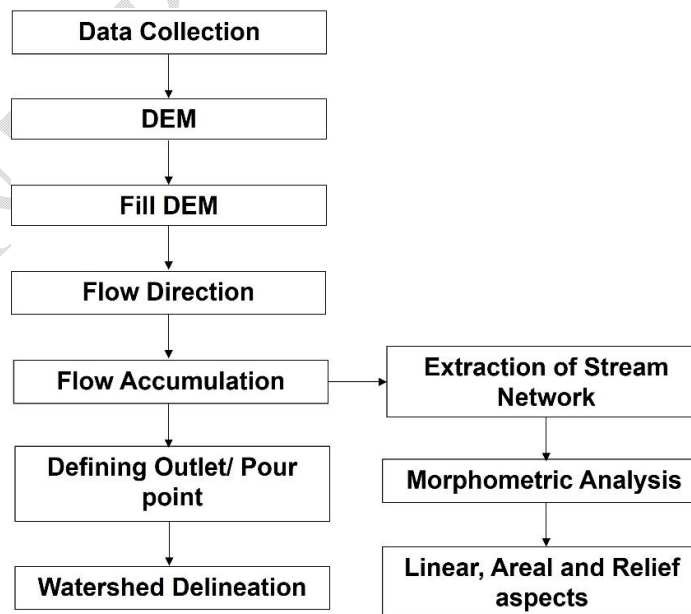 Data Collection
DEM
Fill DEM
Flow Direction
Flow Accumulation
Defining Outlet/ Pour
point
Watershed Delineation
Extraction of Stream
Network
Morphometric Analysis
Linear, Areal and Relief
aspects